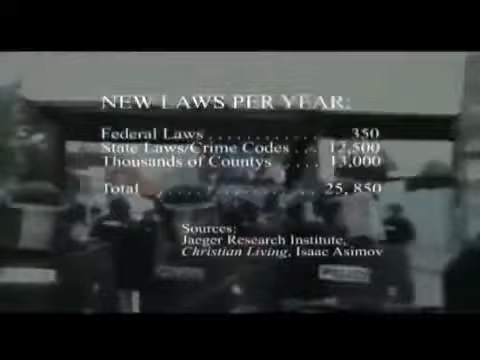 NEW LAWS PER YEAR:
Federal Laws ............. 350
State Laws/Crime Codes ... 12,500
Thousands of Countys ... 13,000
Total ................ 25,850
Sources:
Jaeger Research Institute,
Christian Living, Isaac Asimov